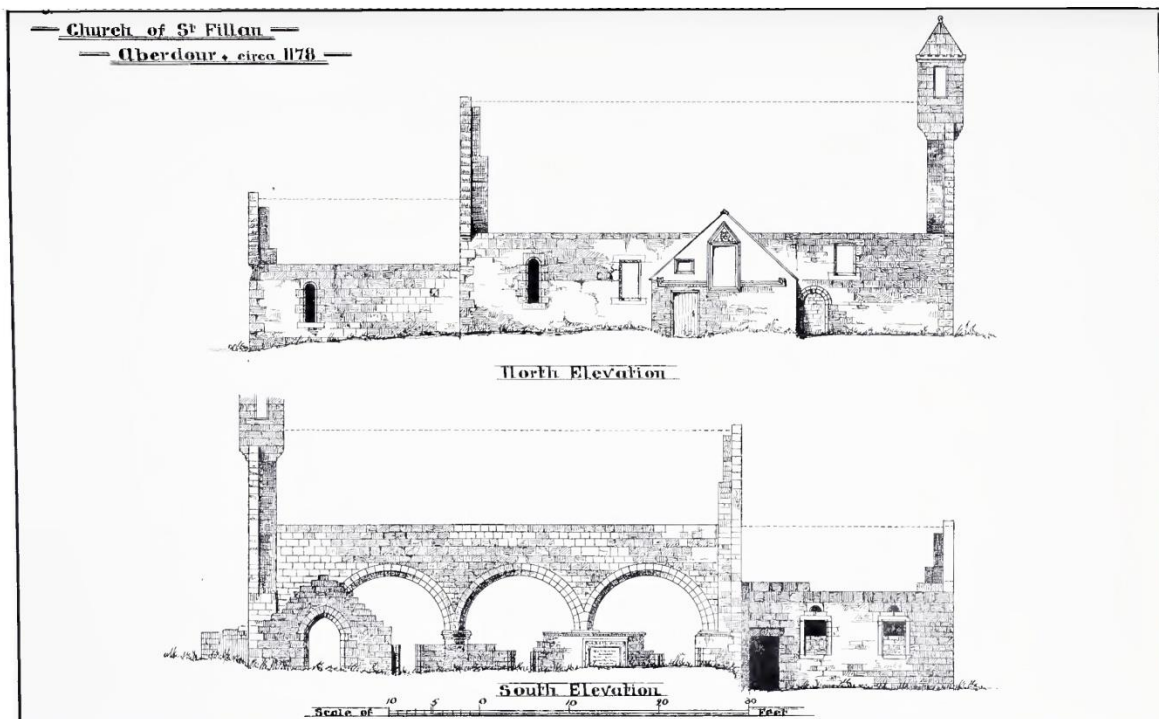 Church of St Fillan
Aberdour. circa 1178
North Elevation
South Elevation
10 5 0 10 20 30
Scale of Feet